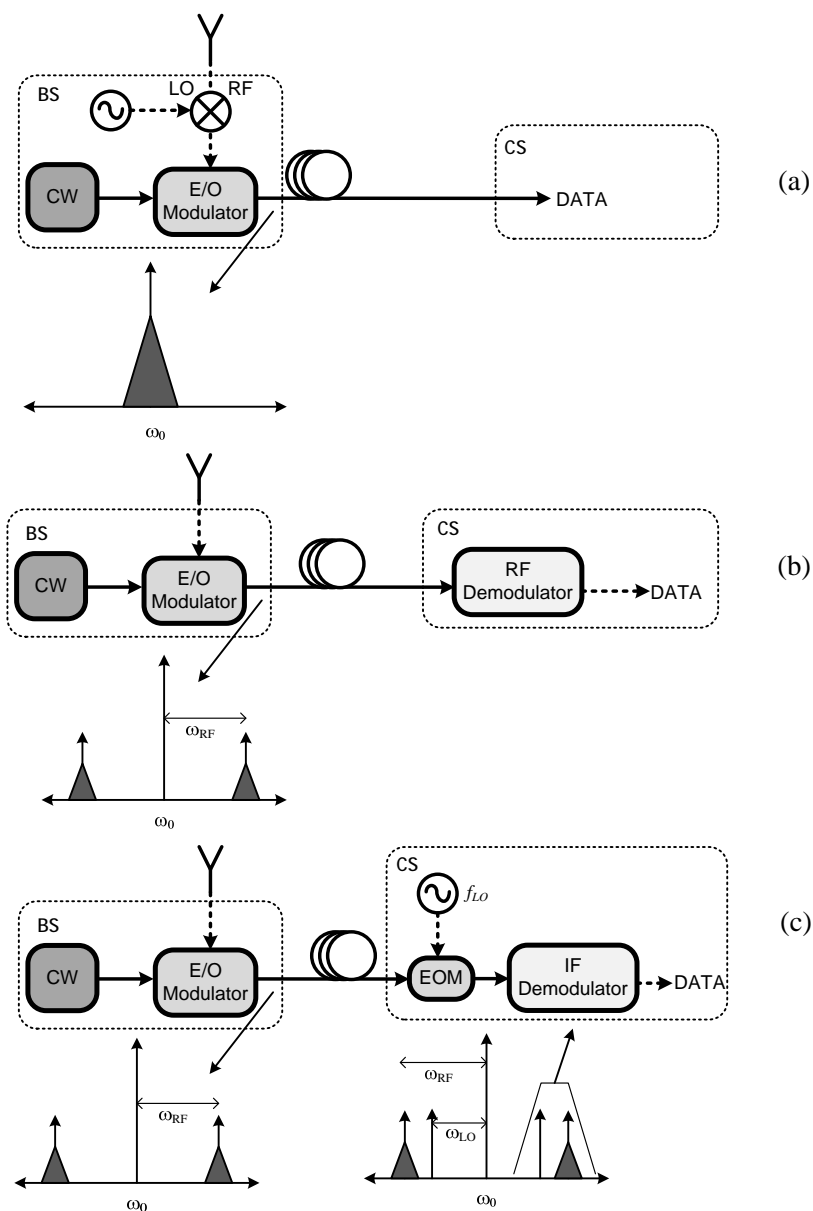 BS
LO RF
CW
E/O
Modulator
CS
DATA
(a)
ω0
BS
CW
E/O
Modulator
CS
RF
Demodulator
DATA
(b)
ωRF
ω0
BS
CW
E/O
Modulator
CS
fLO
EOM
IF
Demodulator
DATA
(c)
ωRF
ω0
ωRF
ωLO
ω0